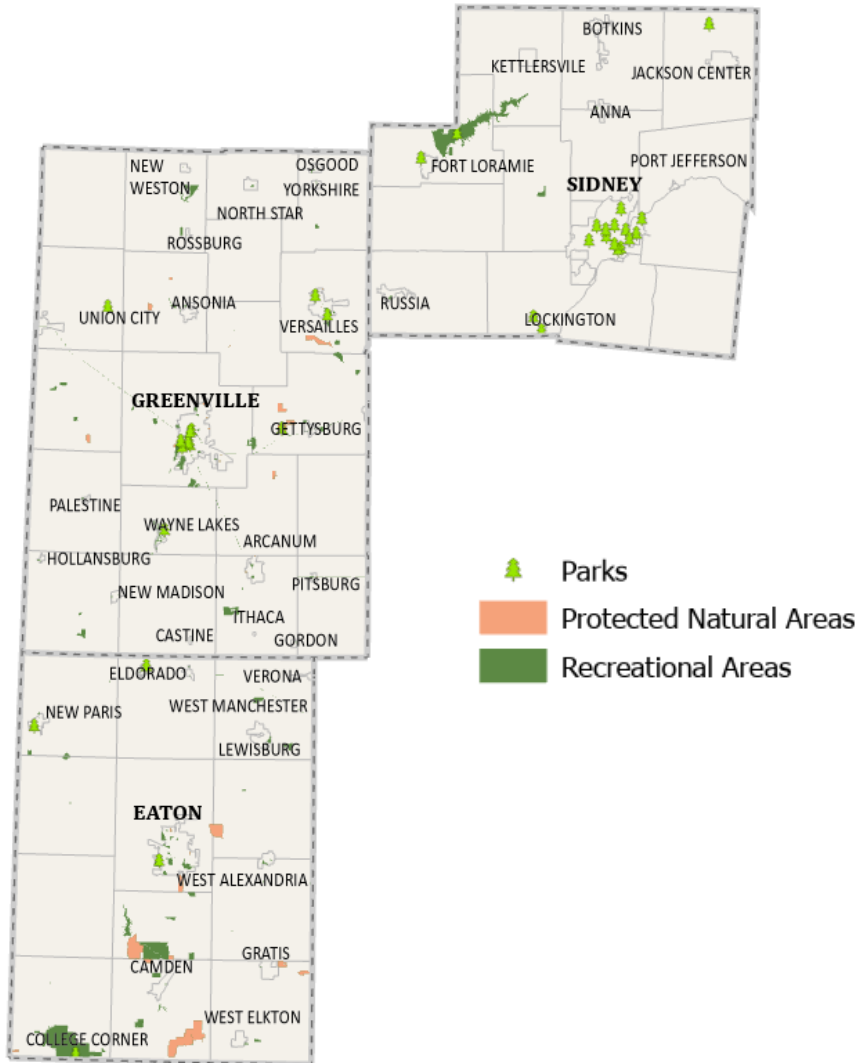 BOTKINS
KETTLERSVILE
JACKSON CENTER
ANNA
FORT LORAMIE
PORT JEFFERSON
SIDNEY
RUSSIA
LOCKINGTON
NEW
WESTON
OSGOOD
YORKSHIRE
NORTH STAR
ROSSBURG
UNION CITY
ANSONIA
VERSAILLES
GREENVILLE
GETTYSBURG
PALESTINE
WAYNE LAKES
ARCANUM
HOLLANSBURG
NEW MADISON
PITSBURG
ITHACA
CASTINE
GORDON
ELDORADO
VERONA
NEW PARIS
WEST MANCHESTER
LEWISBURG
EATON
WEST ALEXANDRIA
GRATIS
CAMDEN
WEST ELKTON
COLLEGE CORNER
Parks
Protected Natural Areas
Recreational Areas